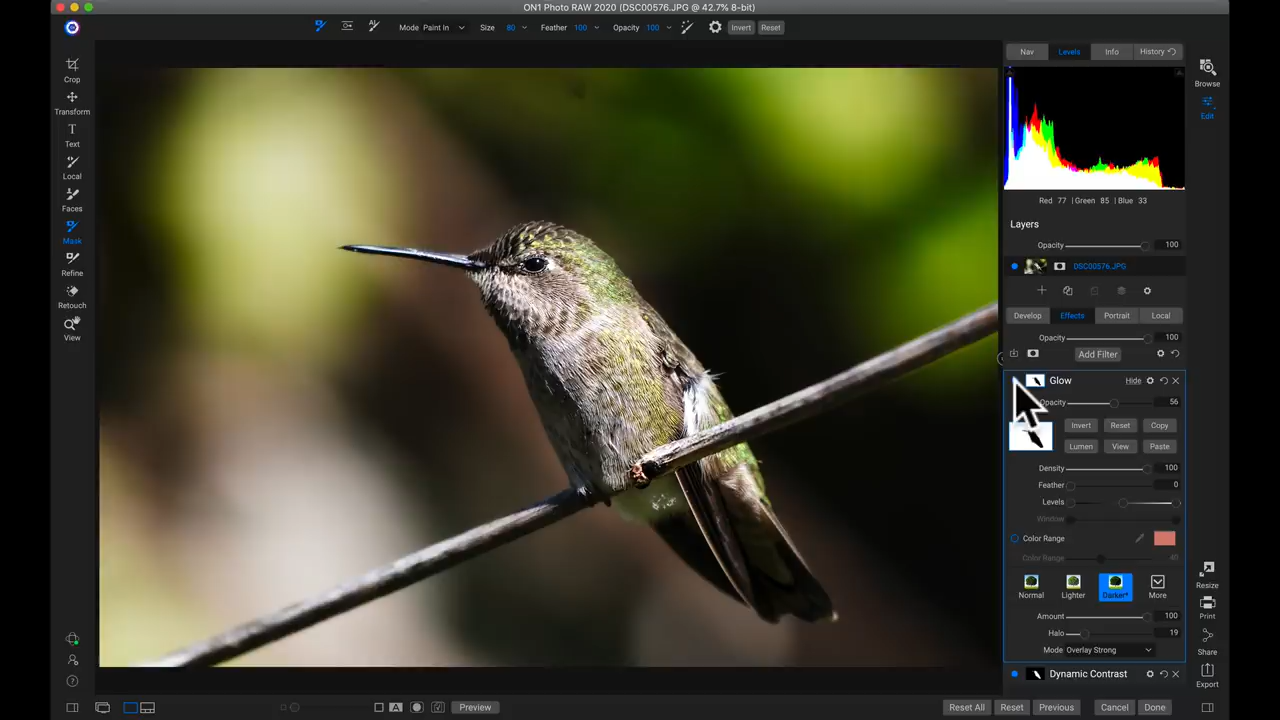 ON1 Photo RAW 2020 (DSC00576.JPG @ 42.7% 8-bit)
Mode Paint In Size 80 Feather 100 Opacity 100 Invert Reset
Crop
Transform
Text
Local
Faces
Mask
Refine
Retouch
View
Nav Levels Info History
Browse
Edit
Red 77 | Green 85 | Blue 33
Layers
Opacity 100
DSC00576.JPG
Develop Effects Portrait Local
Opacity 100
Add Filter
Glow Hide
Opacity 56
Invert Reset Copy
Lumen View Paste
Density 100
Feather 0
Levels
Window
Color Range
Color Range 40
Normal Lighter Darker* More
Amount 100
Halo 19
Mode Overlay Strong
Dynamic Contrast
Resize
Print
Share
Export
A Preview Reset All Reset Previous Cancel Done